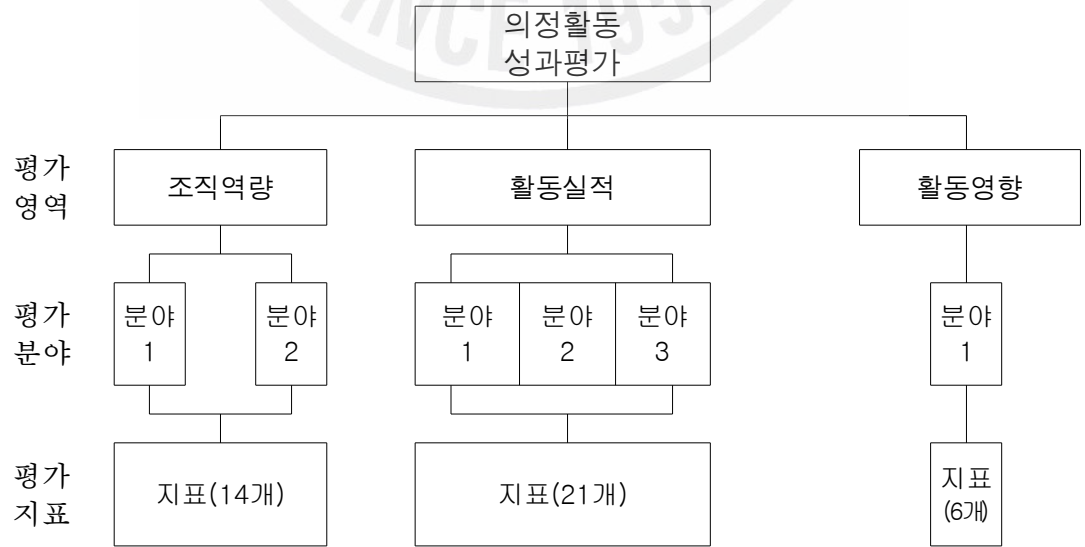 의정활동
성과평가
평가
영역
조직역량
활동실적
활동영향
평가
분야
분야
1
분야
2
분야
1
분야
2
분야
3
분야
1
평가
지표
지표(14개)
지표(21개)
지표
(6개)